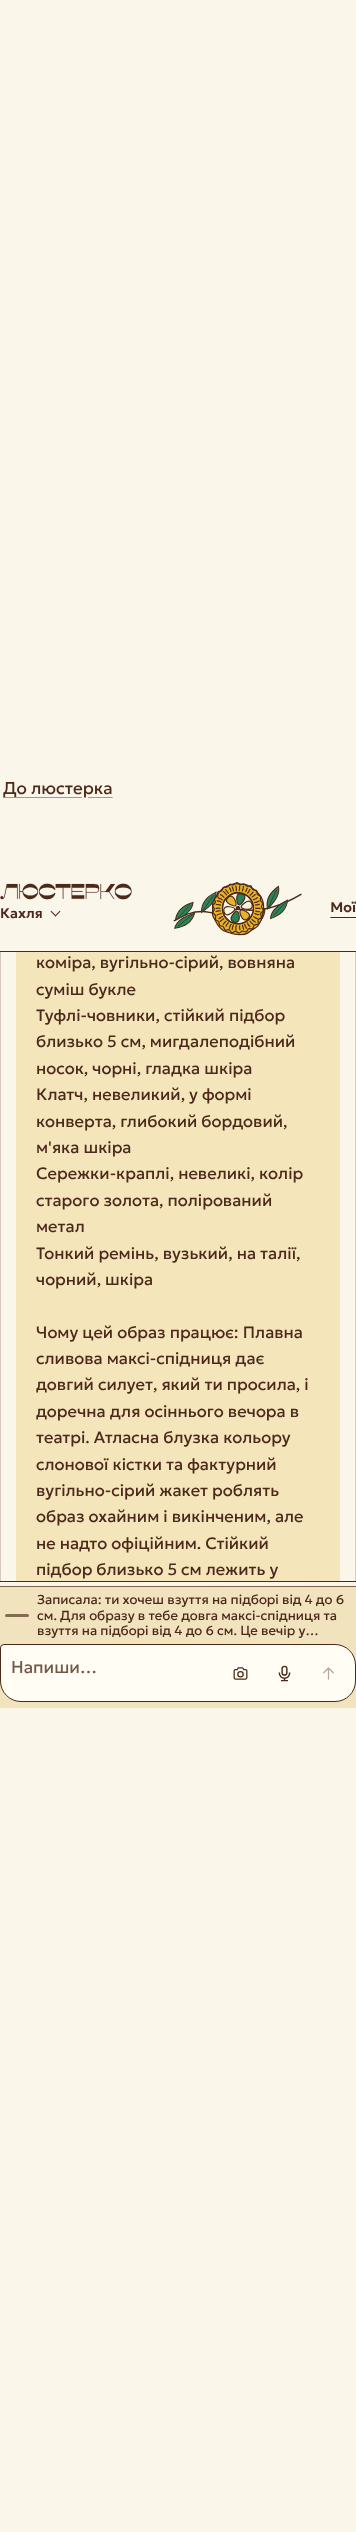 До люстерка
ЛЮСТЕРКО
Кахля
Мої
коміра, вугільно-сірий, вовняна
суміш букле
Туфлі-човники, стійкий підбор
близько 5 см, мигдалеподібний
носок, чорні, гладка шкіра
Клатч, невеликий, у формі
конверта, глибокий бордовий,
м'яка шкіра
Сережки-краплі, невеликі, колір
старого золота, полірований
метал
Тонкий ремінь, вузький, на талії,
чорний, шкіра
Чому цей образ працює: Плавна
сливова максі-спідниця дає
довгий силует, який ти просила, і
доречна для осіннього вечора в
театрі. Атласна блузка кольору
слонової кістки та фактурний
вугільно-сірий жакет роблять
образ охайним і викінченим, але
не надто офіційним. Стійкий
підбор близько 5 см лежить у
Записала: ти хочеш взуття на підборі від 4 до 6
см. Для образу в тебе довга максі-спідниця та
взуття на підборі від 4 до 6 см. Це вечір у…
Напиши…